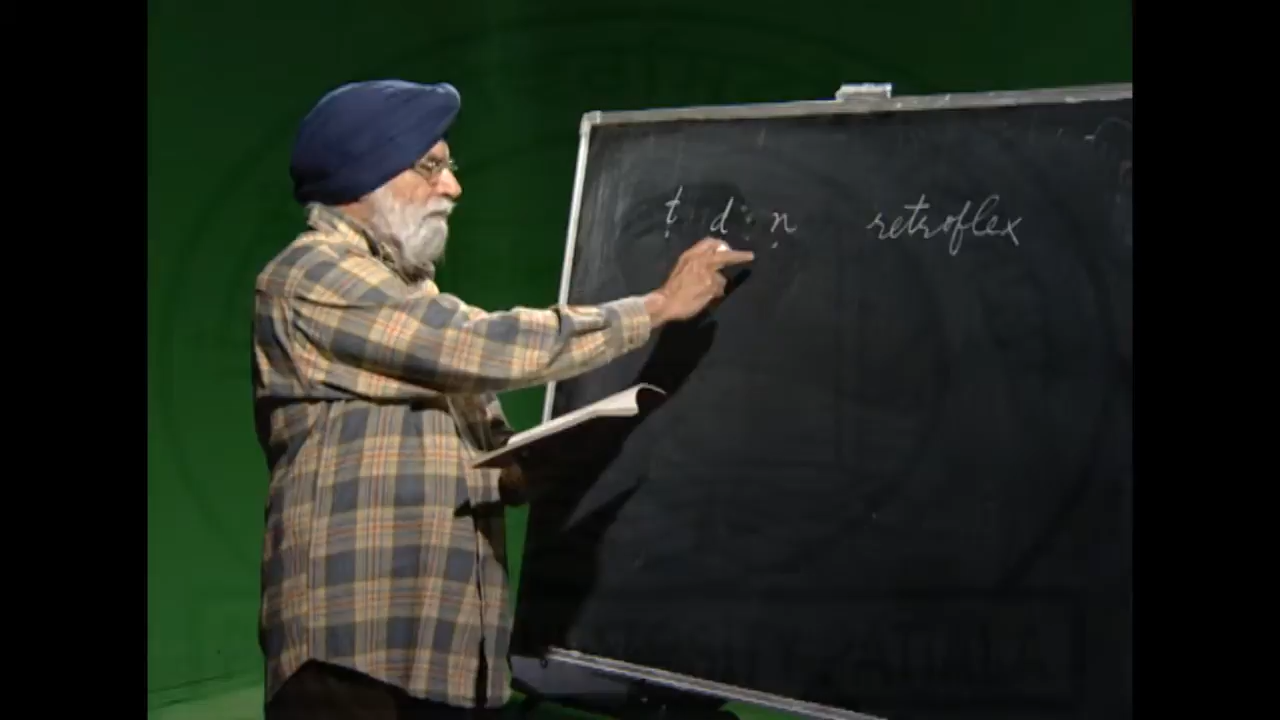 ṭ ḍ ṇ retroflex